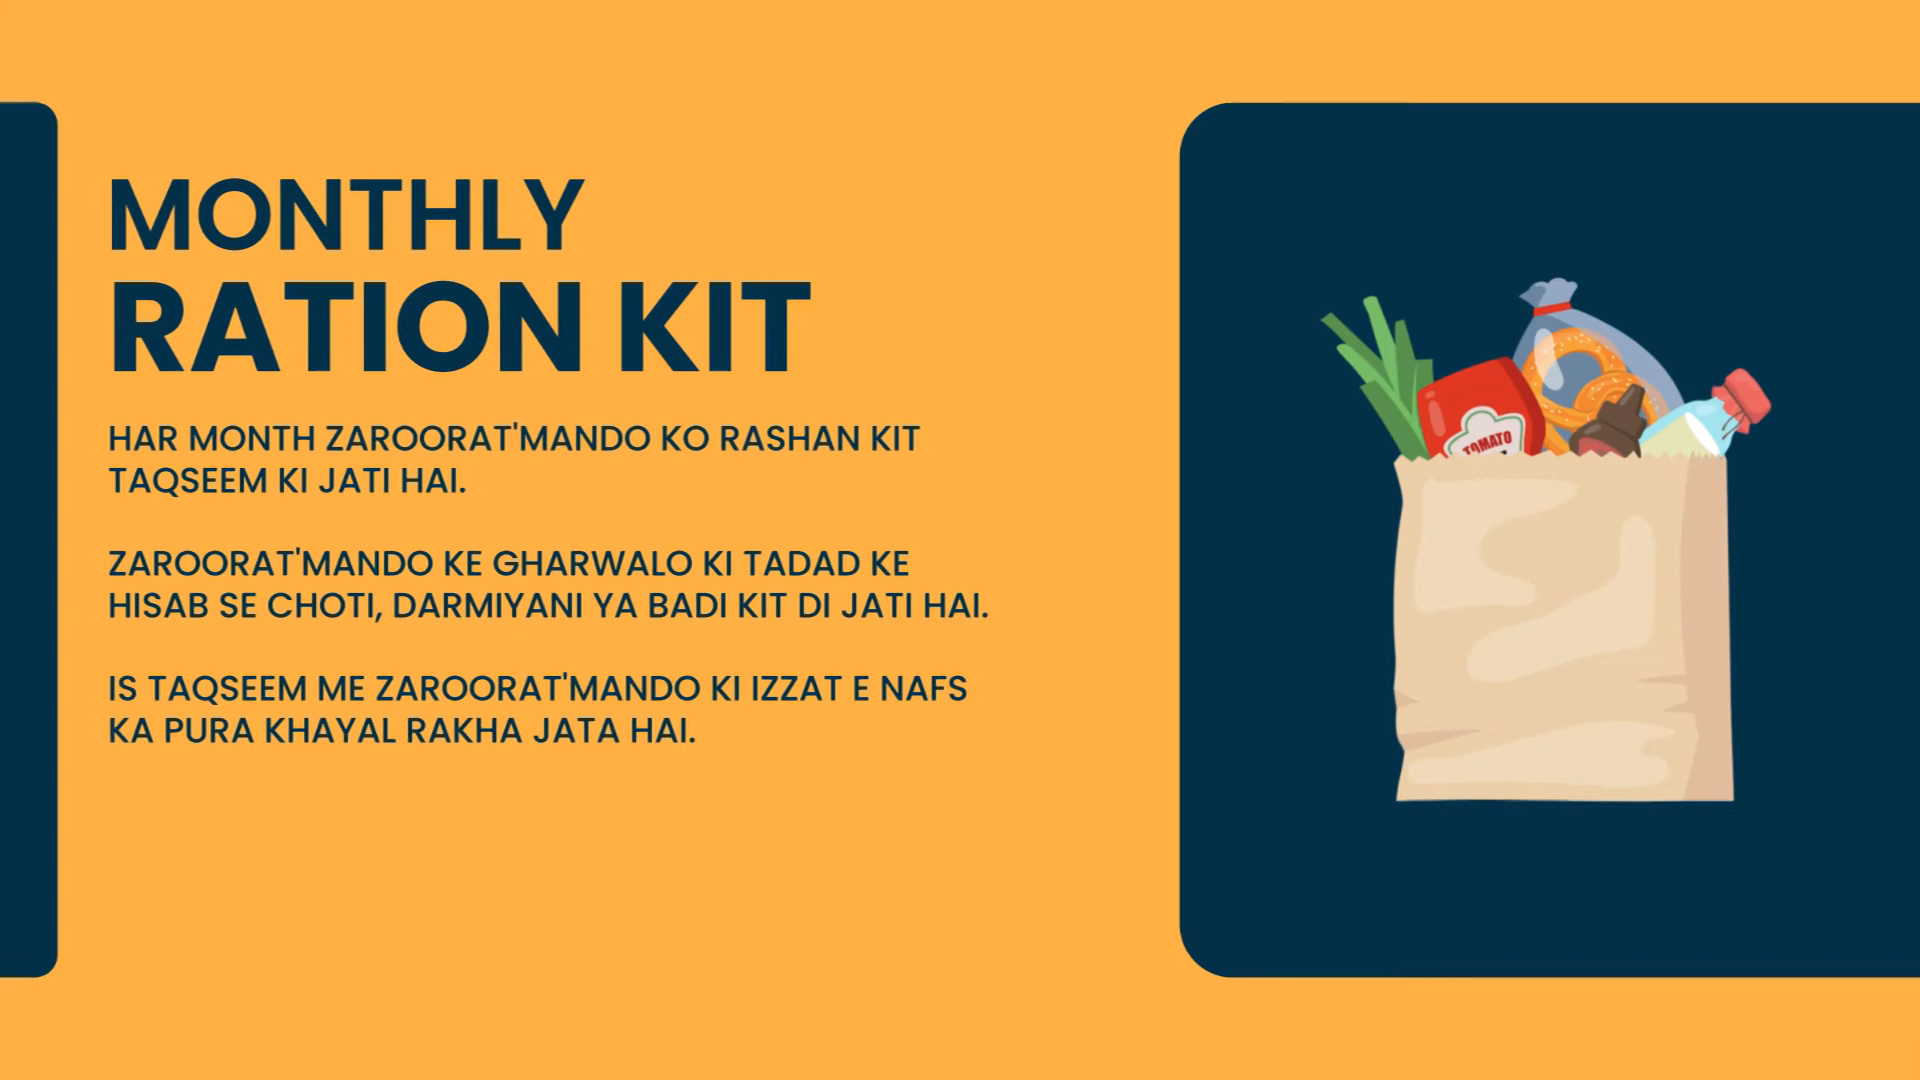 MONTHLY
RATION KIT
HAR MONTH ZAROORAT'MANDO KO RASHAN KIT
TAQSEEM KI JATI HAI.
ZAROORAT'MANDO KE GHARWALO KI TADAD KE
HISAB SE CHOTI, DARMIYANI YA BADI KIT DI JATI HAI.
IS TAQSEEM ME ZAROORAT'MANDO KI IZZAT E NAFS
KA PURA KHAYAL RAKHA JATA HAI.
TOMATO